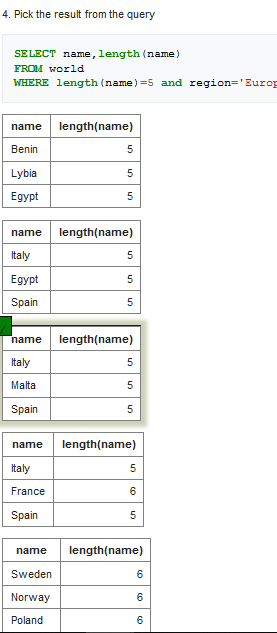 4. Pick the result from the query
SELECT name,length(name)
FROM world
WHERE length(name)=5 and region='Europ
name length(name)
Benin 5
Lybia 5
Egypt 5
name length(name)
Italy 5
Egypt 5
Spain 5
name length(name)
Italy 5
Malta 5
Spain 5
name length(name)
Italy 5
France 6
Spain 5
name length(name)
Sweden 6
Norway 6
Poland 6